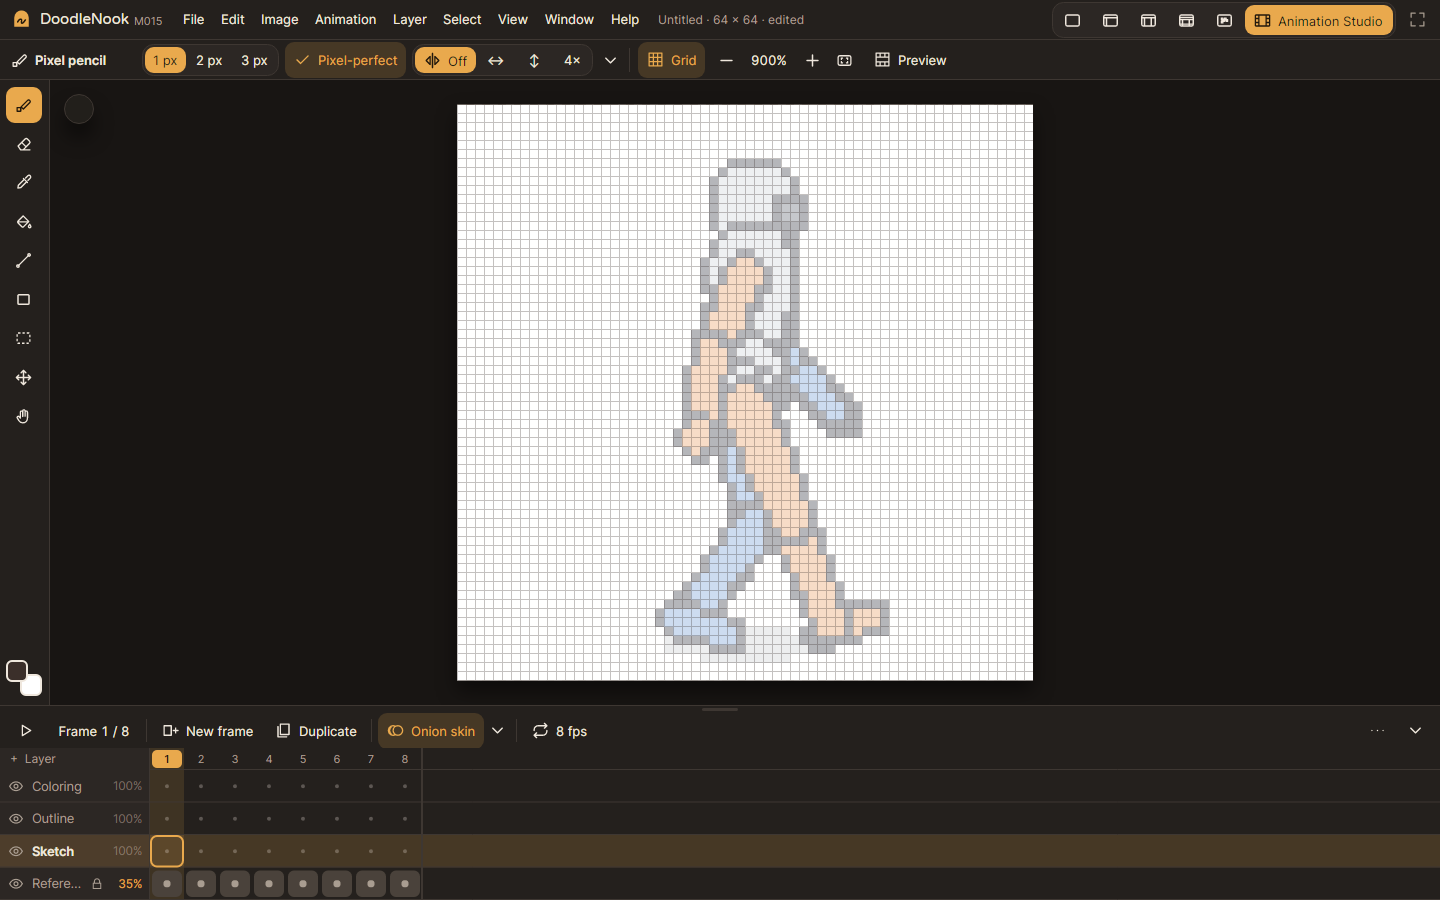 DoodleNook M015 File Edit Image Animation Layer Select View Window Help Untitled · 64 × 64 · edited Animation Studio
Pixel pencil 1 px 2 px 3 px Pixel-perfect Off 4× Grid 900% Preview
Frame 1 / 8 New frame Duplicate Onion skin 8 fps ...
+ Layer 1 2 3 4 5 6 7 8
Coloring 100%
Outline 100%
Sketch 100%
Refere... 35%